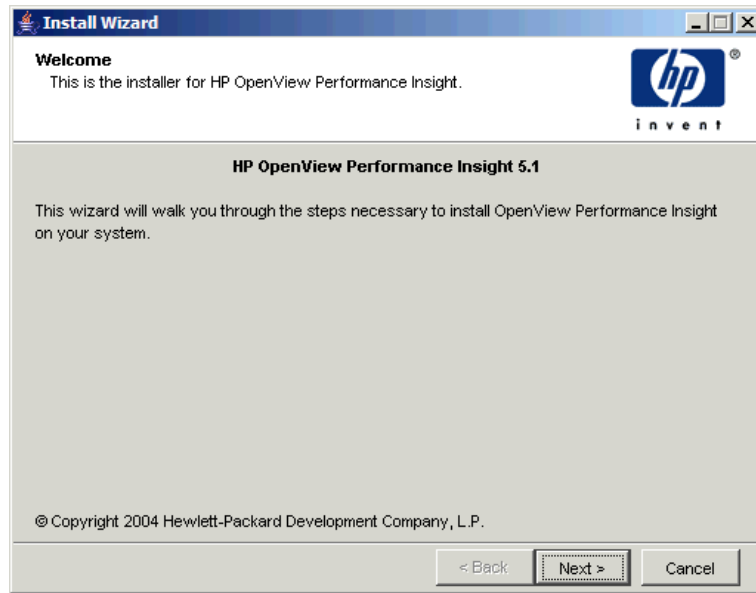 Install Wizard
Welcome
This is the installer for HP OpenView Performance Insight.
hp
®
invent
HP OpenView Performance Insight 5.1
This wizard will walk you through the steps necessary to install OpenView Performance Insight
on your system.
© Copyright 2004 Hewlett-Packard Development Company, L.P.
< Back
Next >
Cancel